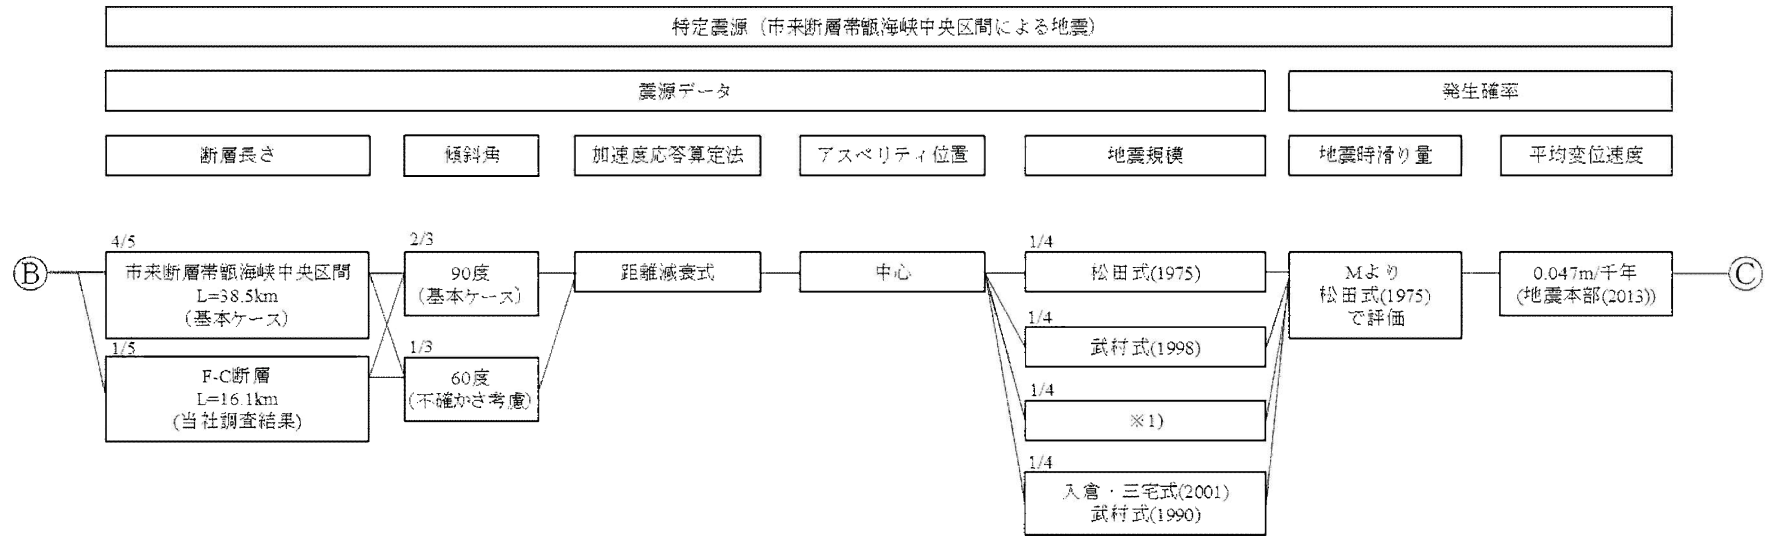 特定震源（市来断層帯甑海峡中央区間による地震）
震源データ
発生確率
断層長さ
傾斜角
加速度応答算定法
アスペリティ位置
地震規模
地震時滑り量
平均変位速度
Ⓑ
4/5
市来断層帯甑海峡中央区間
L=38.5km
（基本ケース）
1/5
F-C断層
L=16.1km
(当社調査結果)
2/3
90度
（基本ケース）
1/3
60度
(不確かさ考慮)
距離減衰式
中心
1/4
松田式(1975)
1/4
武村式(1998)
1/4
※1)
1/4
入倉・三宅式(2001)
武村式(1990)
Mより
松田式(1975)
で評価
0.047m/千年
(地震本部(2013))
Ⓒ